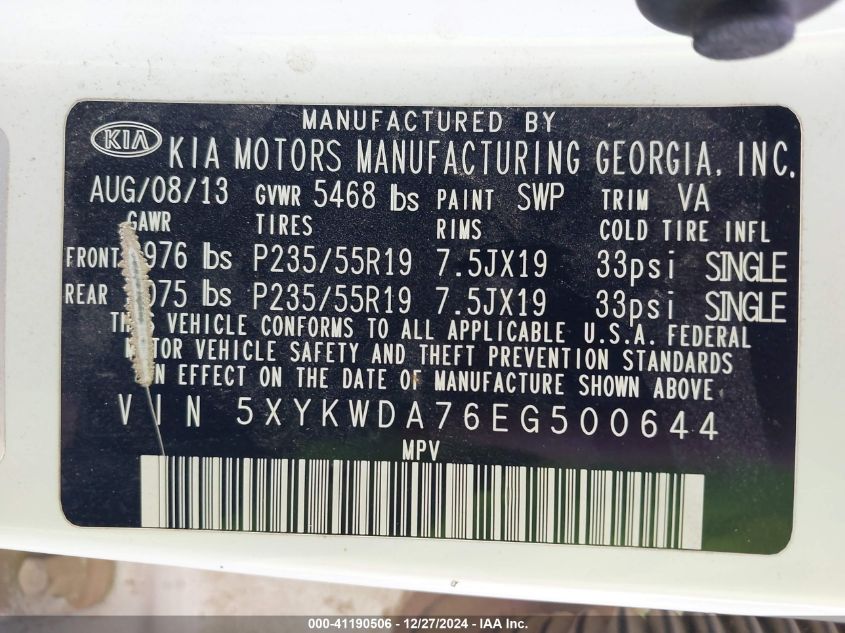 MANUFACTURED BY
KIA KIA MOTORS MANUFACTURING GEORGIA, INC.
AUG/08/13 GVWR 5468 lbs PAINT SWP TRIM VA
GAWR TIRES RIMS COLD TIRE INFL
FRONT lbs P235/55R19 7.5JX19 33psi SINGLE
REAR lbs P235/55R19 7.5JX19 33psi SINGLE
THIS VEHICLE CONFORMS TO ALL APPLICABLE U.S.A. FEDERAL
MOTOR VEHICLE SAFETY AND THEFT PREVENTION STANDARDS
IN EFFECT ON THE DATE OF MANUFACTURE SHOWN ABOVE.
VIN 5XYKWDA76EG500644
MPV
000-41190506 - 12/27/2024 - IAA Inc.